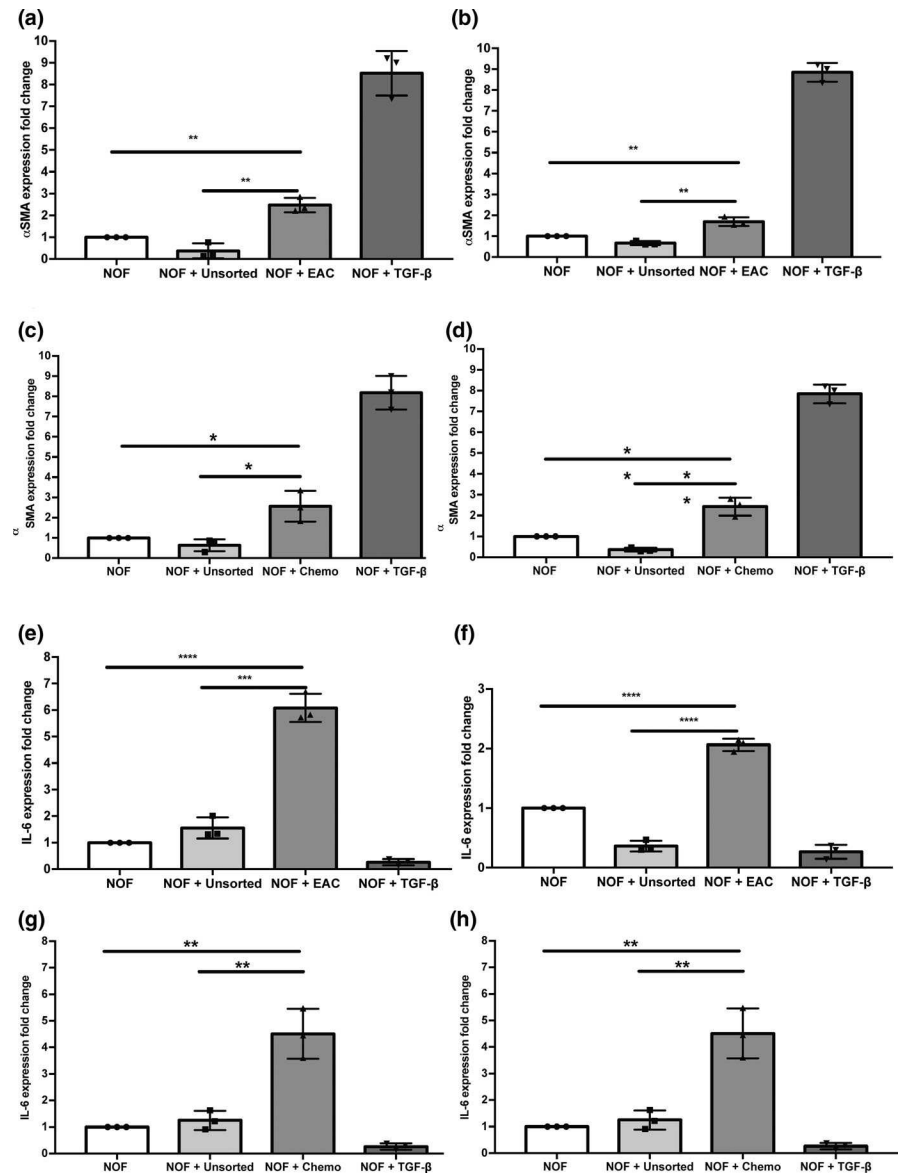 (a)
αSMA expression fold change
10
9
8
7
6
5
4
3
2
1
0
**
**
NOF
NOF + Unsorted
NOF + EAC
NOF + TGF-β
(b)
αSMA expression fold change
10
9
8
7
6
5
4
3
2
1
0
**
**
NOF
NOF + Unsorted
NOF + EAC
NOF + TGF-β
(c)
α
SMA expression fold change
10
9
8
7
6
5
4
3
2
1
0
*
*
NOF
NOF + Unsorted
NOF + Chemo
NOF + TGF-β
(d)
α
SMA expression fold change
10
9
8
7
6
5
4
3
2
1
0
*
* *
*
NOF
NOF + Unsorted
NOF + Chemo
NOF + TGF-β
(e)
IL-6 expression fold change
8
7
6
5
4
3
2
1
0
****
***
NOF
NOF + Unsorted
NOF + EAC
NOF + TGF-β
(f)
IL-6 expression fold change
3
2
1
0
****
****
NOF
NOF + Unsorted
NOF + EAC
NOF + TGF-β
(g)
IL-6 expression fold change
8
7
6
5
4
3
2
1
0
**
**
NOF
NOF + Unsorted
NOF + Chemo
NOF + TGF-β
(h)
IL-6 expression fold change
8
7
6
5
4
3
2
1
0
**
**
NOF
NOF + Unsorted
NOF + Chemo
NOF + TGF-β